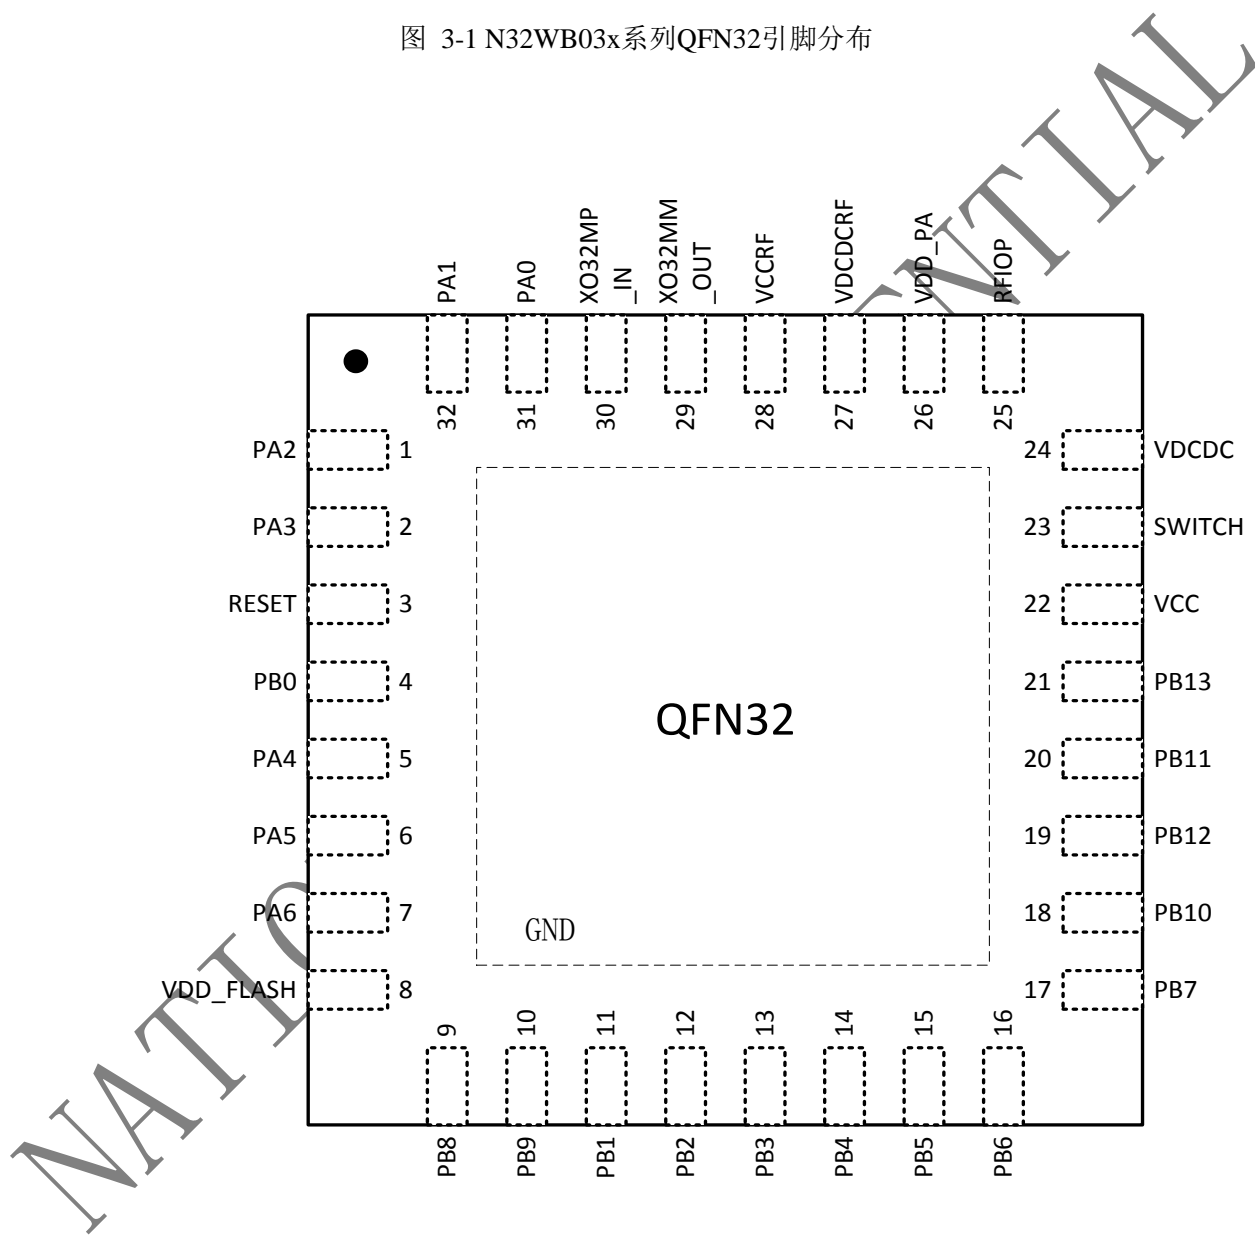 图 3-1 N32WB03x系列QFN32引脚分布
PA1
PA0
XO32MP
_IN
XO32MM
_OUT
VCCRF
VDCDCRF
VDD_PA
RFIOP
32
31
30
29
28
27
26
25
PA2 1
PA3 2
RESET 3
PB0 4
PA4 5
PA5 6
PA6 7
VDD_FLASH 8
24 VDCDC
23 SWITCH
22 VCC
21 PB13
20 PB11
19 PB12
18 PB10
17 PB7
QFN32
GND
9
10
11
12
13
14
15
16
PB8
PB9
PB1
PB2
PB3
PB4
PB5
PB6